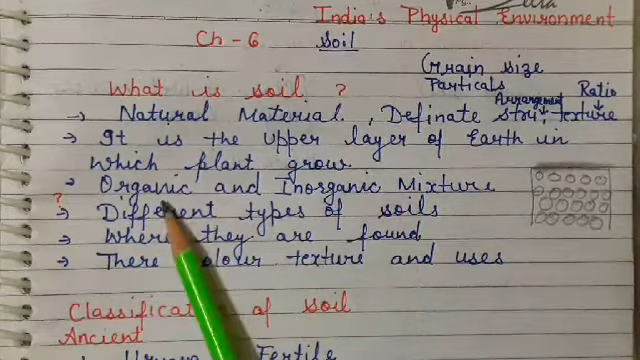 India's Physical Environment
Ch - 6 Soil
Grain size
Particals
What is soil ?
Arrangement Ratio
→ Natural Material, Definate texture
→ It is the upper layer of Earth in
which plant grow
→ Organic and Inorganic Mixture
?
→ Different types of soils
→ Where they are found
→ There colour texture and uses
Classification of Soil
Ancient
Fertile